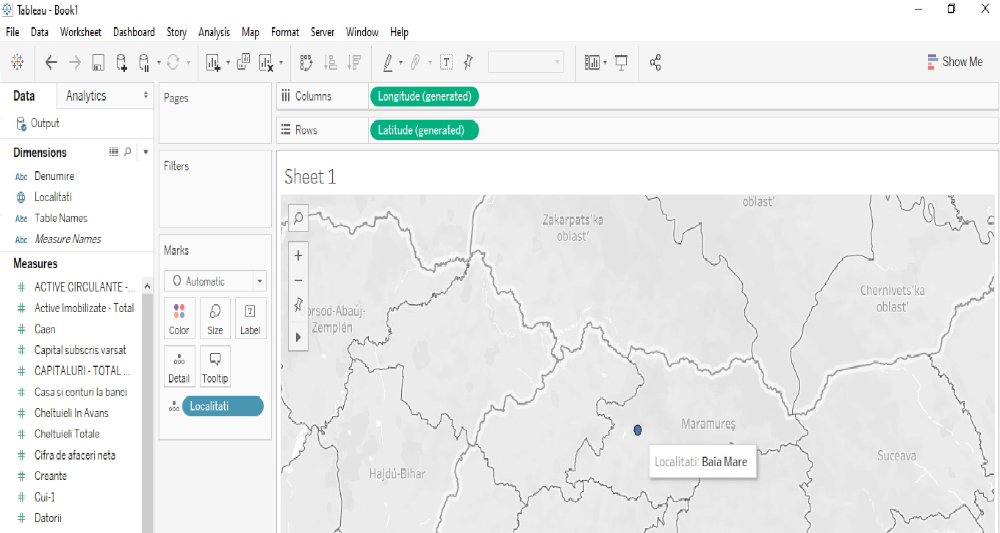 Tableau - Book1
File Data Worksheet Dashboard Story Analysis Map Format Server Window Help
Show Me
Data Analytics
Output
Dimensions
Abc Denumire
Localitati
Abc Table Names
Abc Measure Names
Measures
# ACTIVE CIRCULANTE -...
# Active Imobilizate - Total
# Caen
# Capital subscris varsat
# CAPITALURI - TOTAL ...
# Casa si conturi la banci
# Cheltuieli In Avans
# Cheltuieli Totale
# Cifra de afaceri neta
# Creante
# Cui-1
# Datorii
Pages
Filters
Marks
Automatic
Color Size Label
Detail Tooltip
Localitati
Columns Longitude (generated)
Rows Latitude (generated)
Sheet 1
oblast'
Zakarpats'ka
oblast'
Chernivets'ka
oblast'
orsod-Abaúj-
Zemplén
Maramureş
Localitati: Baia Mare
Suceava
Hajdú-Bihar